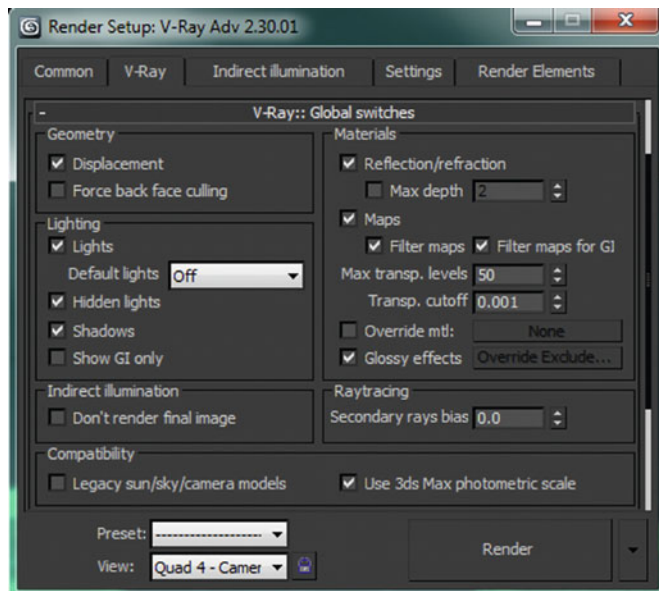 Render Setup: V-Ray Adv 2.30.01
Common V-Ray Indirect illumination Settings Render Elements
- V-Ray:: Global switches
Geometry
Displacement
Force back face culling
Lighting
Lights
Default lights Off
Hidden lights
Shadows
Show GI only
Materials
Reflection/refraction
Max depth 2
Maps
Filter maps Filter maps for GI
Max transp. levels 50
Transp. cutoff 0.001
Override mtl: None
Glossy effects Override Exclude...
Indirect illumination
Don't render final image
Raytracing
Secondary rays bias 0.0
Compatibility
Legacy sun/sky/camera models Use 3ds Max photometric scale
Preset: -------------------
View: Quad 4 - Camer
Render